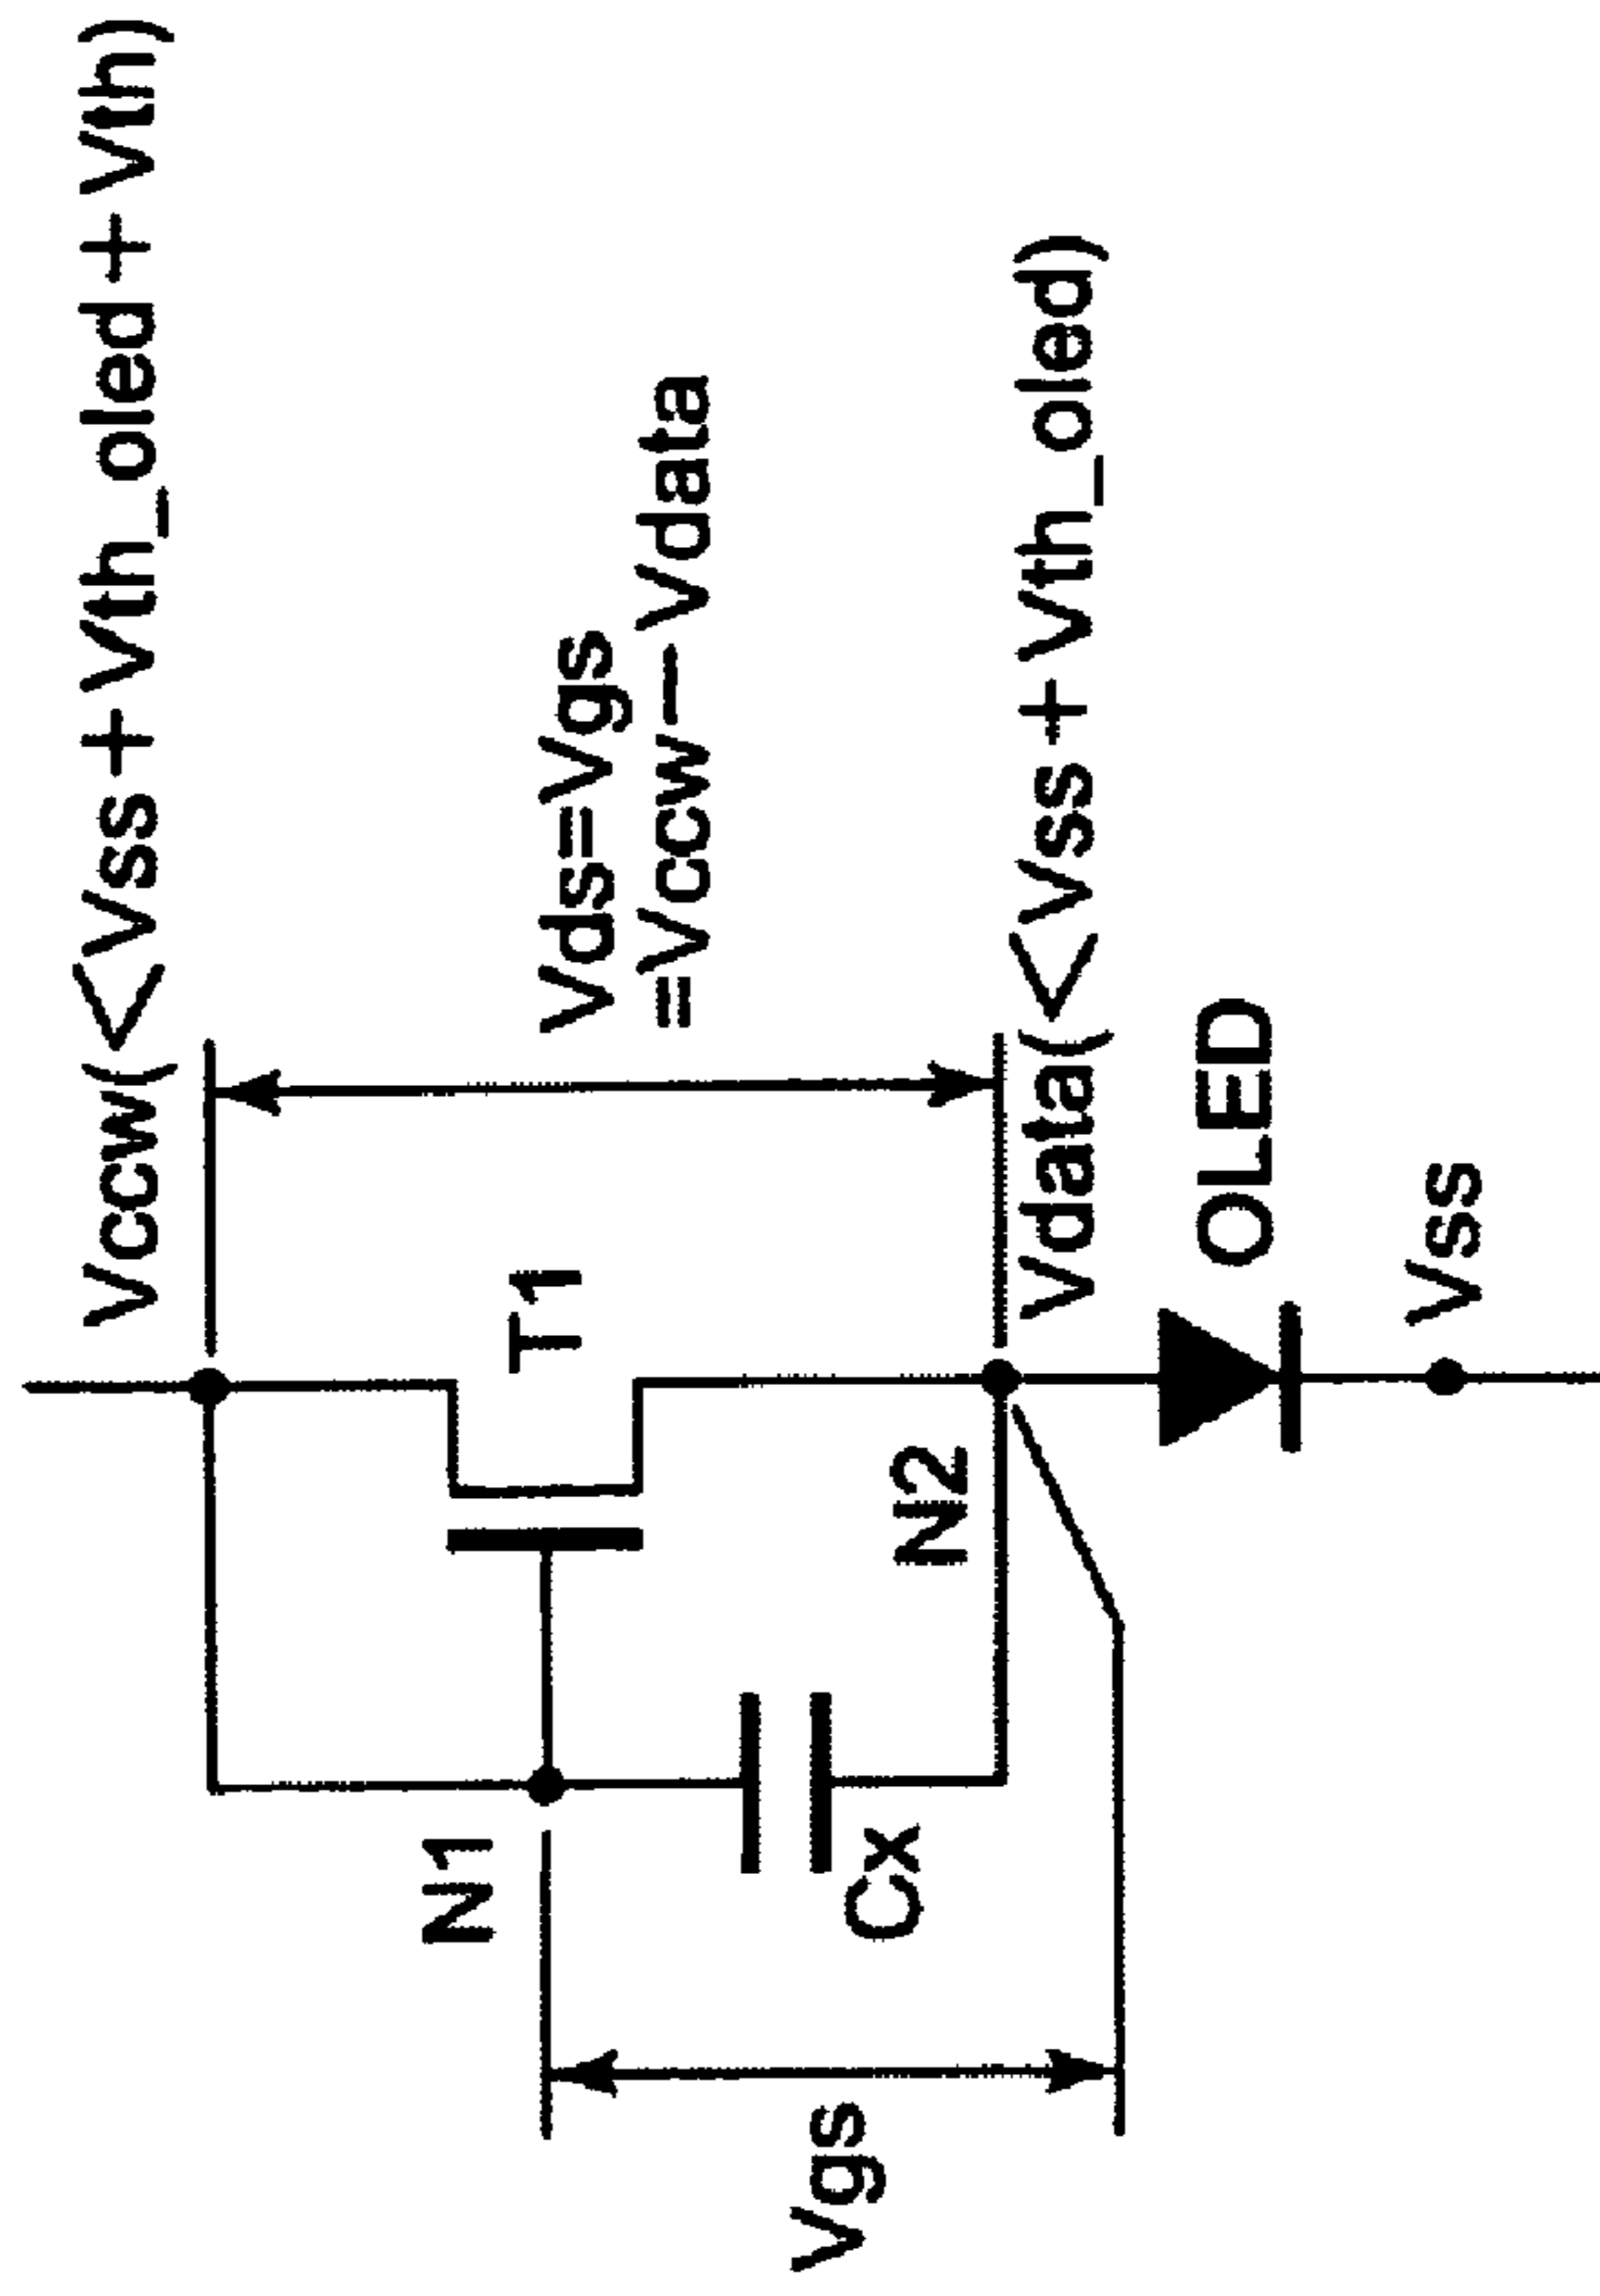 Vccw(<Vss+Vth_oled+Vth)
T1
Vds=Vgs
=Vccw−Vdata
N1
N2
Cx
Vgs
Vdata(<Vss+Vth_oled)
OLED
Vss